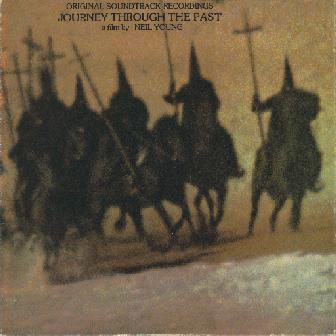 ORIGINAL SOUNDTRACK RECORDINGS
JOURNEY THROUGH THE PAST
a film by NEIL YOUNG